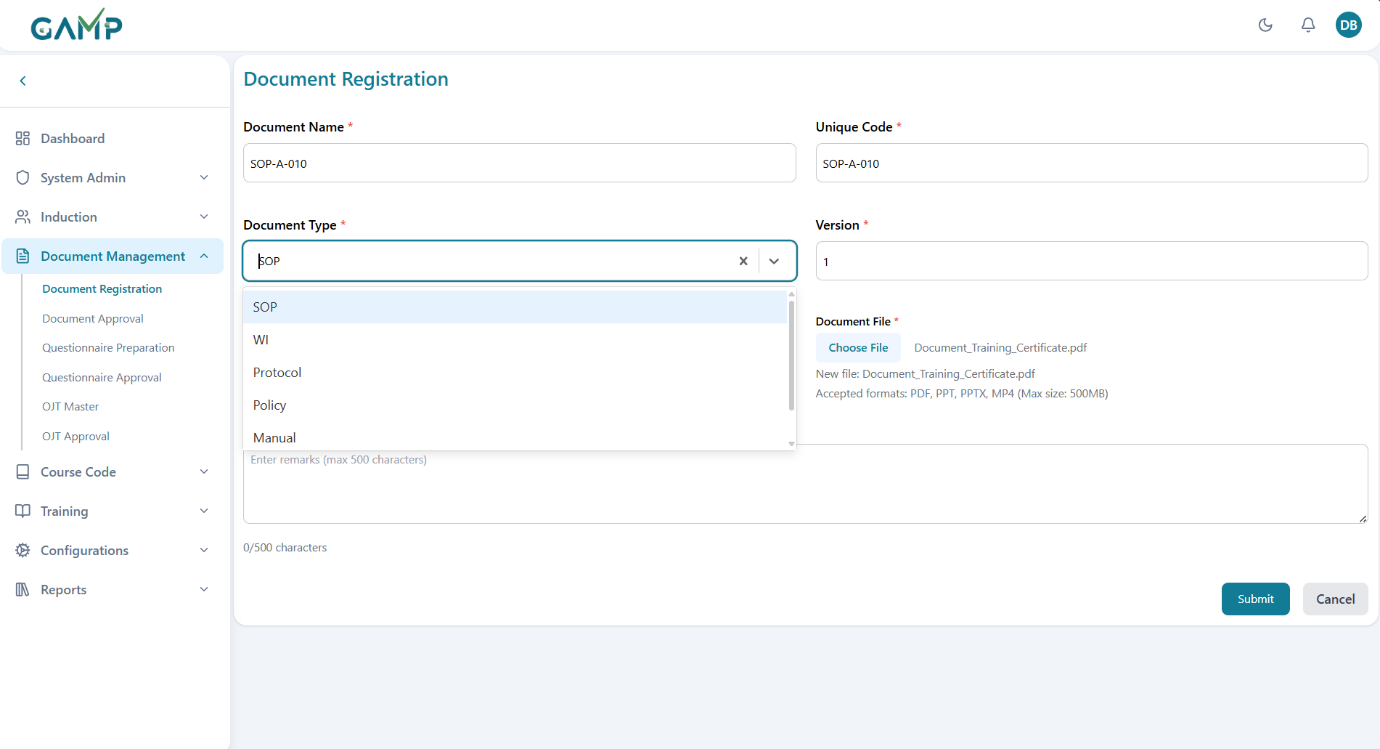 GAMP
DB
Dashboard
System Admin
Induction
Document Management
Document Registration
Document Approval
Questionnaire Preparation
Questionnaire Approval
OJT Master
OJT Approval
Course Code
Training
Configurations
Reports
Document Registration
Document Name *
Unique Code *
SOP-A-010
SOP-A-010
Document Type *
Version *
SOP
1
SOP
WI
Protocol
Policy
Manual
Document File *
Choose File Document_Training_Certificate.pdf
New file: Document_Training_Certificate.pdf
Accepted formats: PDF, PPT, PPTX, MP4 (Max size: 500MB)
Enter remarks (max 500 characters)
0/500 characters
Submit
Cancel